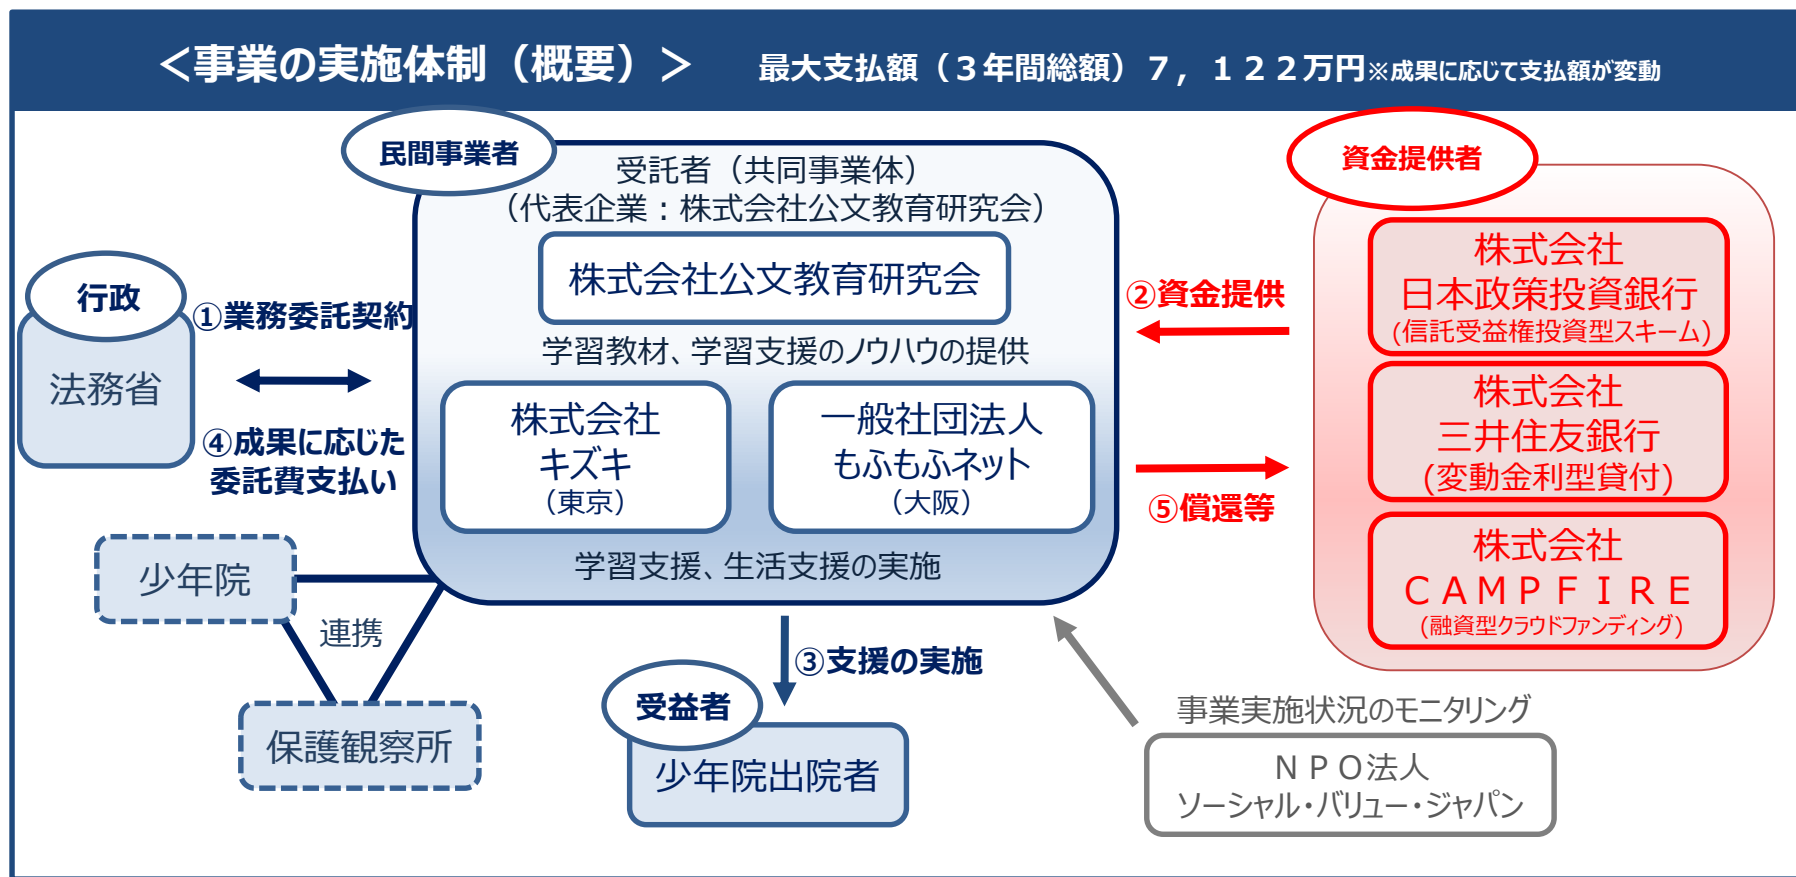 ＜事業の実施体制（概要）＞ 最大支払額（３年間総額）７，１２２万円※成果に応じて支払額が変動
民間事業者
受託者（共同事業体）
（代表企業：株式会社公文教育研究会）
株式会社公文教育研究会
学習教材、学習支援のノウハウの提供
株式会社
キズキ
（東京）
一般社団法人
もふもふネット
（大阪）
学習支援、生活支援の実施
行政
法務省
①業務委託契約
④成果に応じた
委託費支払い
少年院
連携
保護観察所
③支援の実施
受益者
少年院出院者
②資金提供
⑤償還等
資金提供者
株式会社
日本政策投資銀行
(信託受益権投資型スキーム)
株式会社
三井住友銀行
(変動金利型貸付)
株式会社
ＣＡＭＰＦＩＲＥ
(融資型クラウドファンディング)
事業実施状況のモニタリング
ＮＰＯ法人
ソーシャル・バリュー・ジャパン